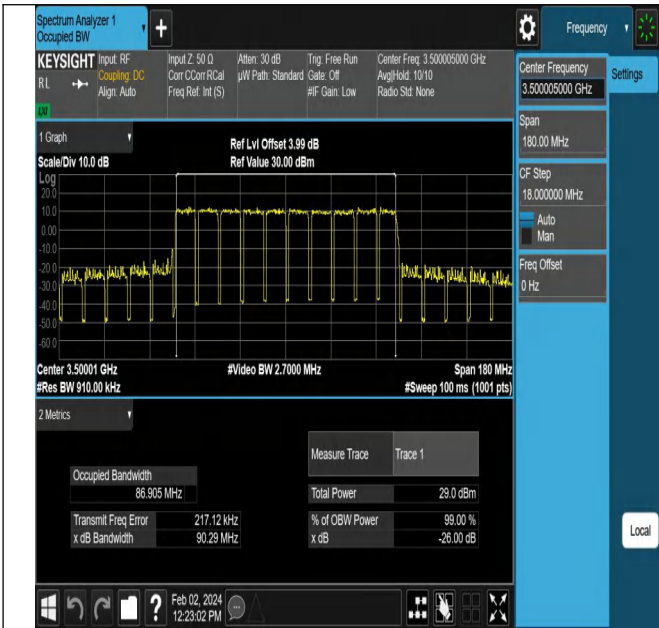 Spectrum Analyzer 1
Occupied BW
Frequency
KEYSIGHT
RL
LNI
Input: RF
Coupling: DC
Align: Auto
Input Z: 50 Ω
Corr CCorr RCal
Freq Ref: Int (S)
Atten: 30 dB
µW Path: Standard
Trig: Free Run
Gate: Off
#IF Gain: Low
Center Freq: 3.500005000 GHz
Avg|Hold: 10/10
Radio Std: None
Center Frequency
3.500005000 GHz
Settings
Span
180.00 MHz
CF Step
18.000000 MHz
Auto
Man
Freq Offset
0 Hz
Local
1 Graph
Scale/Div 10.0 dB
Ref Lvl Offset 3.99 dB
Ref Value 30.00 dBm
Log
20.0
10.0
0.00
-10.0
-20.0
-30.0
-40.0
-50.0
-60.0
Center 3.50001 GHz
#Video BW 2.7000 MHz
Span 180 MHz
#Res BW 910.00 kHz
#Sweep 100 ms (1001 pts)
2 Metrics
Measure Trace Trace 1
Occupied Bandwidth
86.905 MHz
Total Power 29.0 dBm
Transmit Freq Error 217.12 kHz
% of OBW Power 99.00 %
x dB Bandwidth 90.29 MHz
x dB -26.00 dB
?
Feb 02, 2024
12:23:02 PM